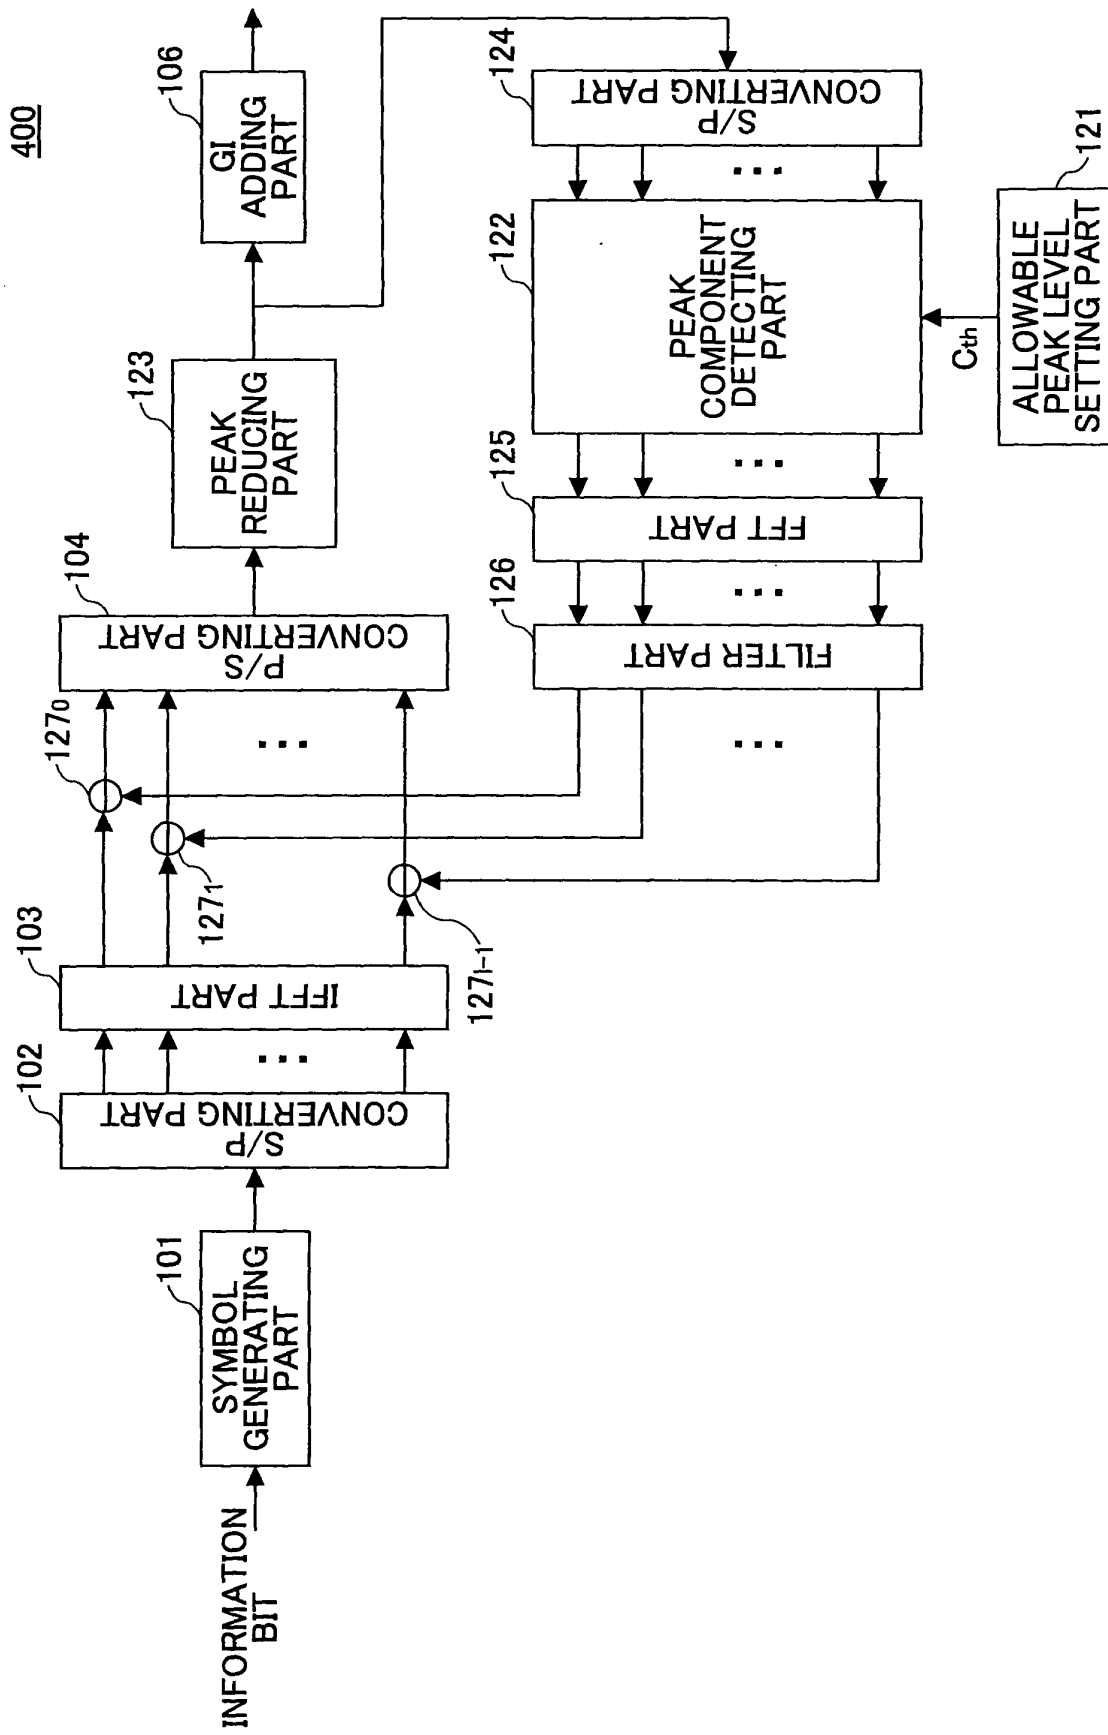 400
INFORMATION
BIT
101
SYMBOL
GENERATING
PART
102
S/P
CONVERTING PART
103
IFFT PART
127₀
127₁
127ₗ₋₁
104
P/S
CONVERTING PART
123
PEAK
REDUCING
PART
106
GI
ADDING
PART
124
S/P
CONVERTING PART
122
PEAK
COMPONENT
DETECTING
PART
125
FFT PART
126
FILTER PART
Cth
121
ALLOWABLE
PEAK LEVEL
SETTING PART
...
...
...
...
...
...